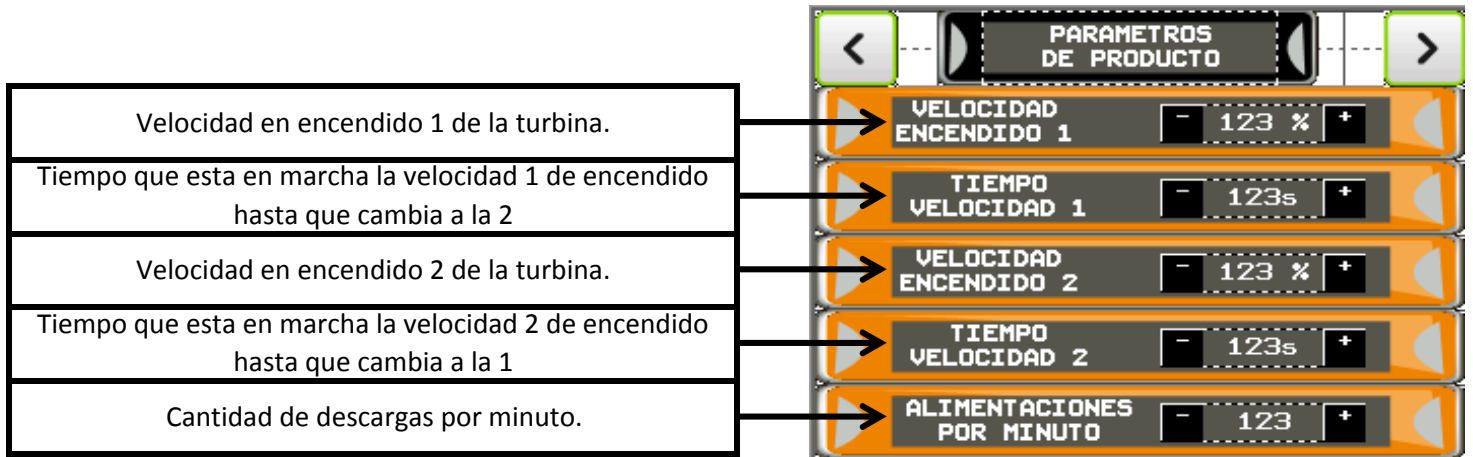 PARAMETROS
DE PRODUCTO
Velocidad en encendido 1 de la turbina.
VELOCIDAD
ENCENDIDO 1
- 123 % +
Tiempo que esta en marcha la velocidad 1 de encendido
hasta que cambia a la 2
TIEMPO
VELOCIDAD 1
- 123s +
Velocidad en encendido 2 de la turbina.
VELOCIDAD
ENCENDIDO 2
- 123 % +
Tiempo que esta en marcha la velocidad 2 de encendido
hasta que cambia a la 1
TIEMPO
VELOCIDAD 2
- 123s +
Cantidad de descargas por minuto.
ALIMENTACIONES
POR MINUTO
- 123 +